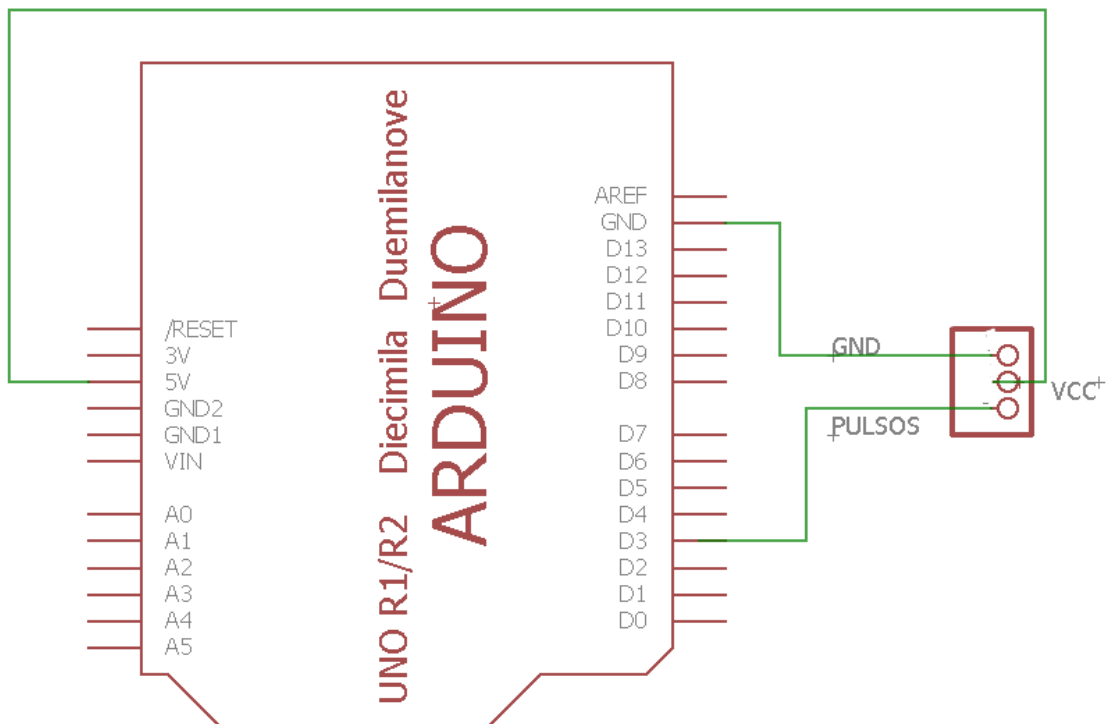 /RESET
3V
5V
GND2
GND1
VIN
A0
A1
A2
A3
A4
A5
UNO R1/R2 Diecimila Duemilanove
ARDUINO
AREF
GND
D13
D12
D11
D10
D9
D8
D7
D6
D5
D4
D3
D2
D1
D0
GND
PULSOS
VCC